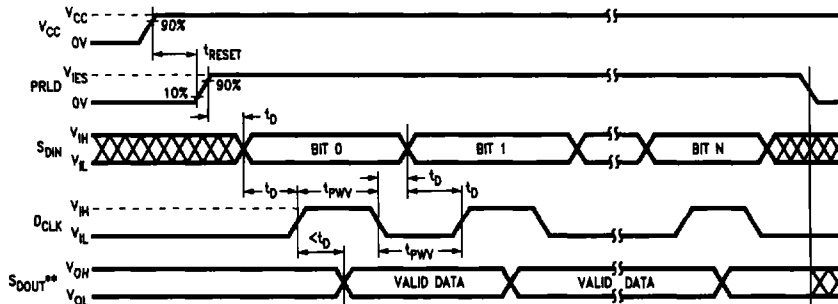 VCC VCC
0V
90%
tRESET
PRLD VIES
0V
10%
90%
tD
SDIN VIH
VIL
BIT 0 BIT 1 BIT N
tD tPWV tD tD
DCLK VIH
VIL
<tD tPWV
SDOUT** VOH
VOL
VALID DATA VALID DATA